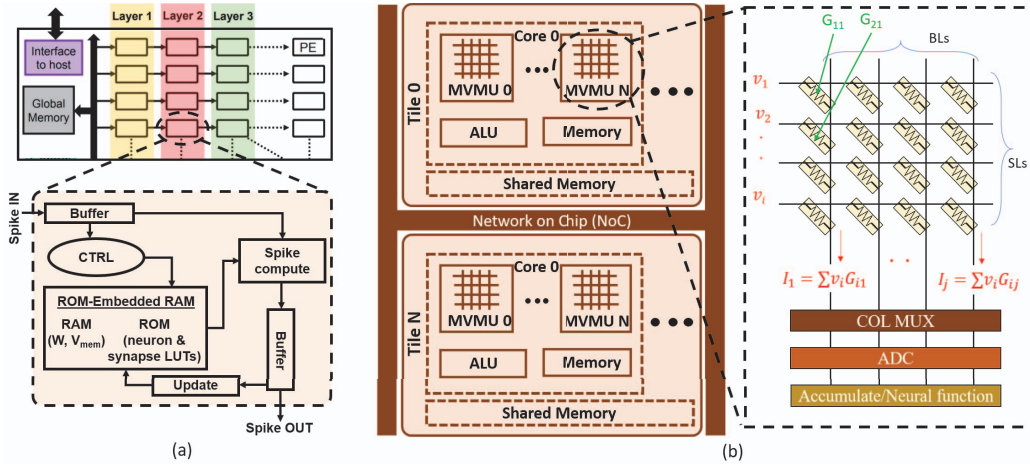 Layer 1
Layer 2
Layer 3
Interface
to host
Global
Memory
PE
Spike IN
Buffer
CTRL
Spike
compute
ROM-Embedded RAM
RAM
(W, Vmem)
ROM
(neuron &
synapse LUTs)
Buffer
Update
Spike OUT
(a)
Tile 0
Core 0
MVMU 0
MVMU N
ALU
Memory
Shared Memory
Network on Chip (NoC)
Tile N
Core 0
MVMU 0
MVMU N
ALU
Memory
Shared Memory
(b)
G11
G21
BLs
v1
v2
vi
SLs
I1 = ∑viGi1
Ij = ∑viGij
COL MUX
ADC
Accumulate/Neural function